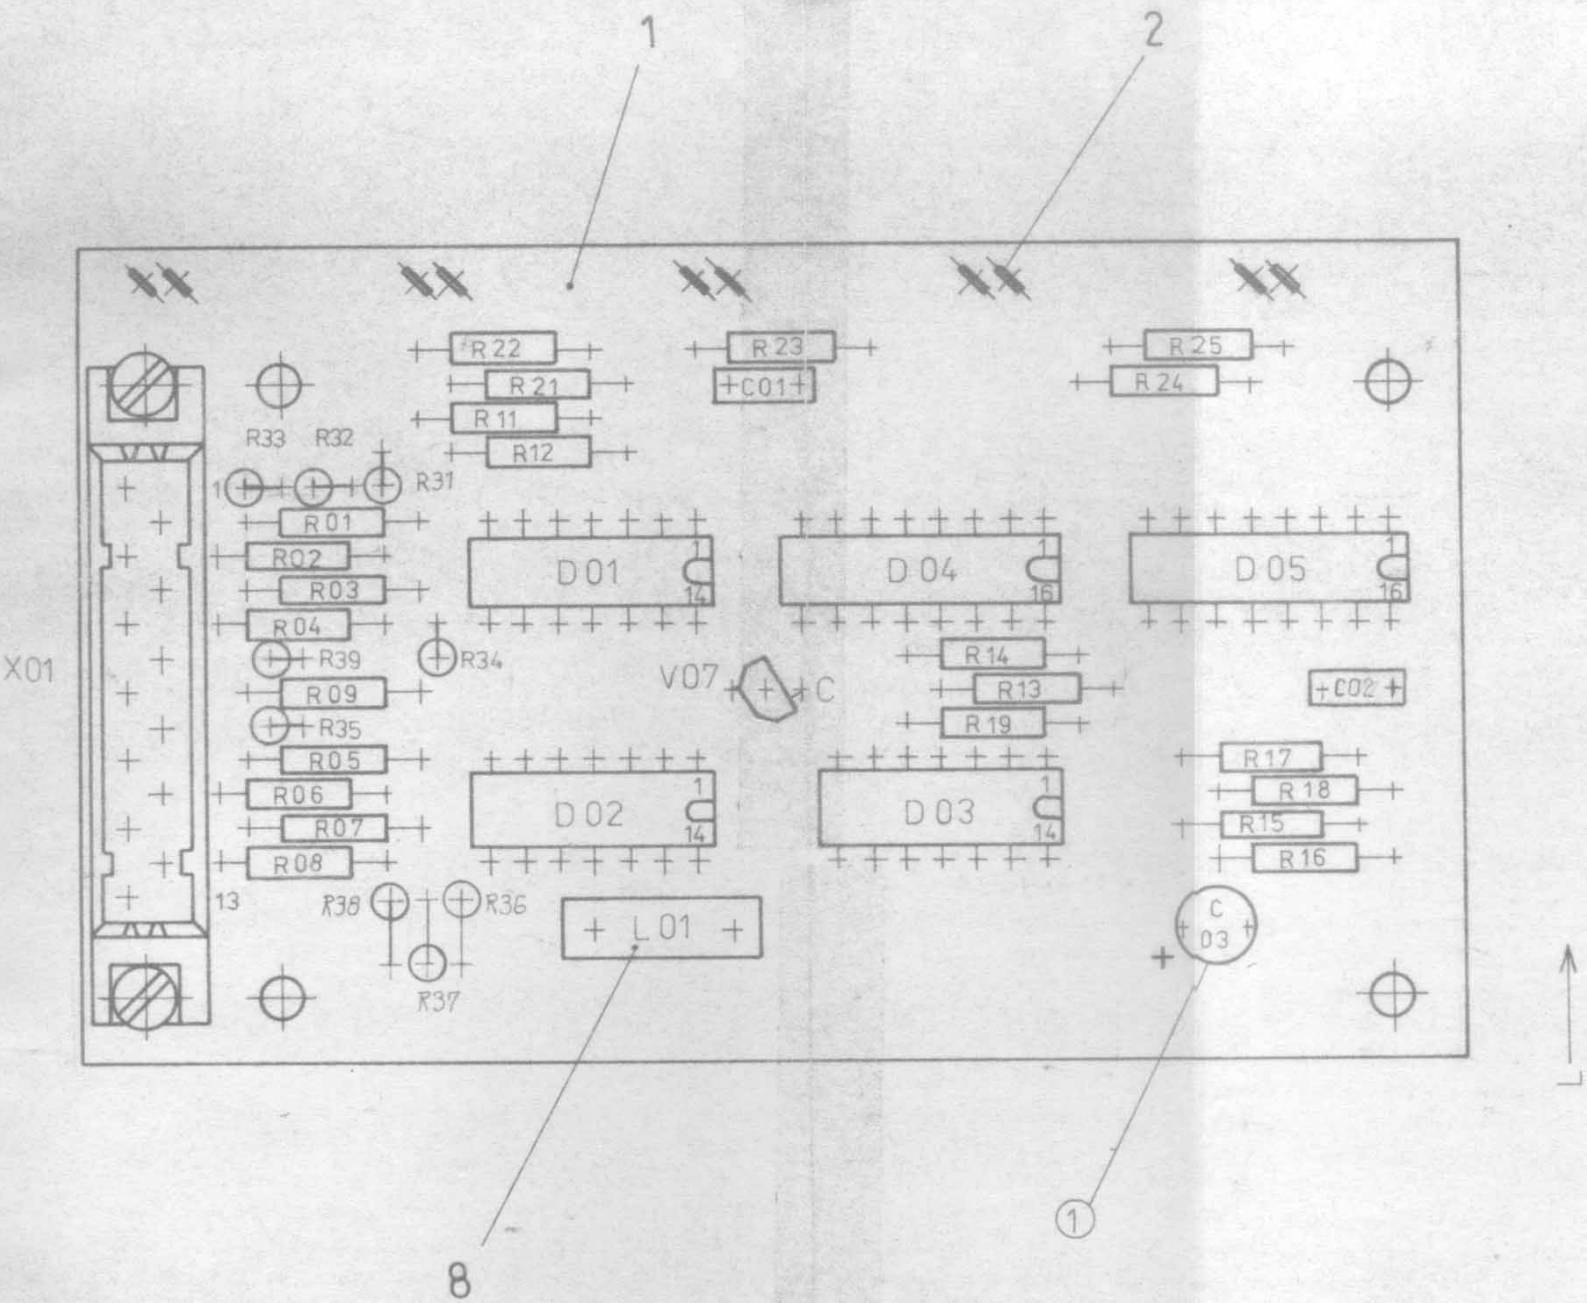 1
2
R22
R23
R25
R21
+C01+
R24
R11
R33
R32
R12
1
R31
R01
R02
1
D01
14
1
D04
16
1
D05
16
R03
R04
X01
R39
R34
R14
R09
V07
C
R13
+C02+
R35
R19
R05
R17
R06
1
D02
14
1
D03
14
R18
R07
R15
R08
R16
13
R38
R36
+ L01 +
C
03
+
R37
L
1
8